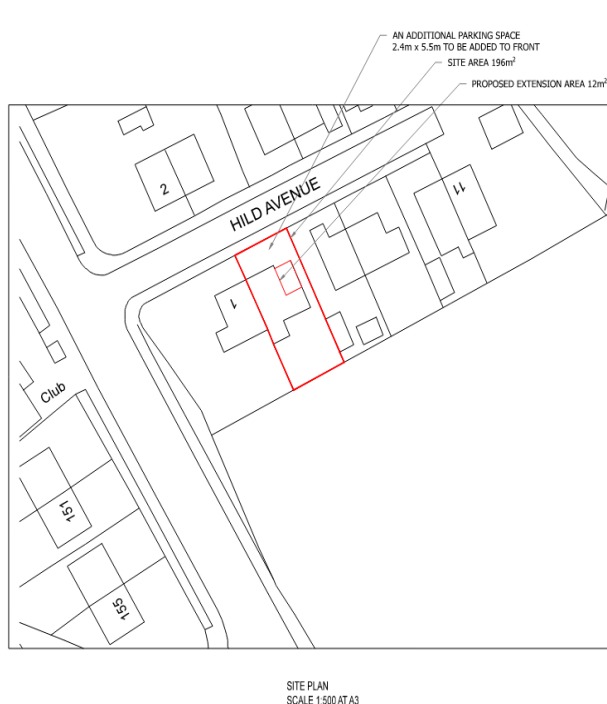 AN ADDITIONAL PARKING SPACE
2.4m x 5.5m TO BE ADDED TO FRONT
SITE AREA 196m²
PROPOSED EXTENSION AREA 12m²
2
HILD AVENUE
11
1
Club
151
155
SITE PLAN
SCALE 1:500 AT A3